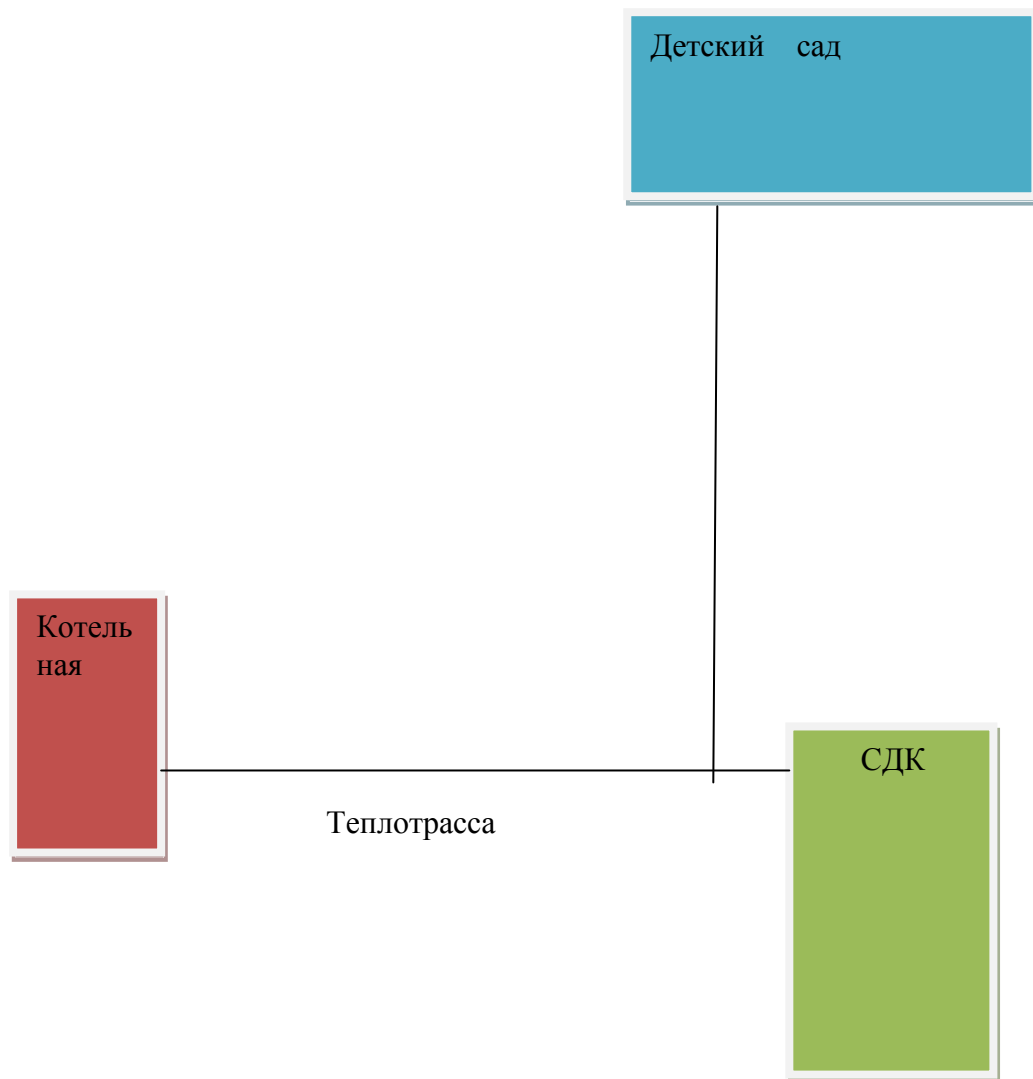 Детский сад
Котель
ная
СДК
Теплотрасса